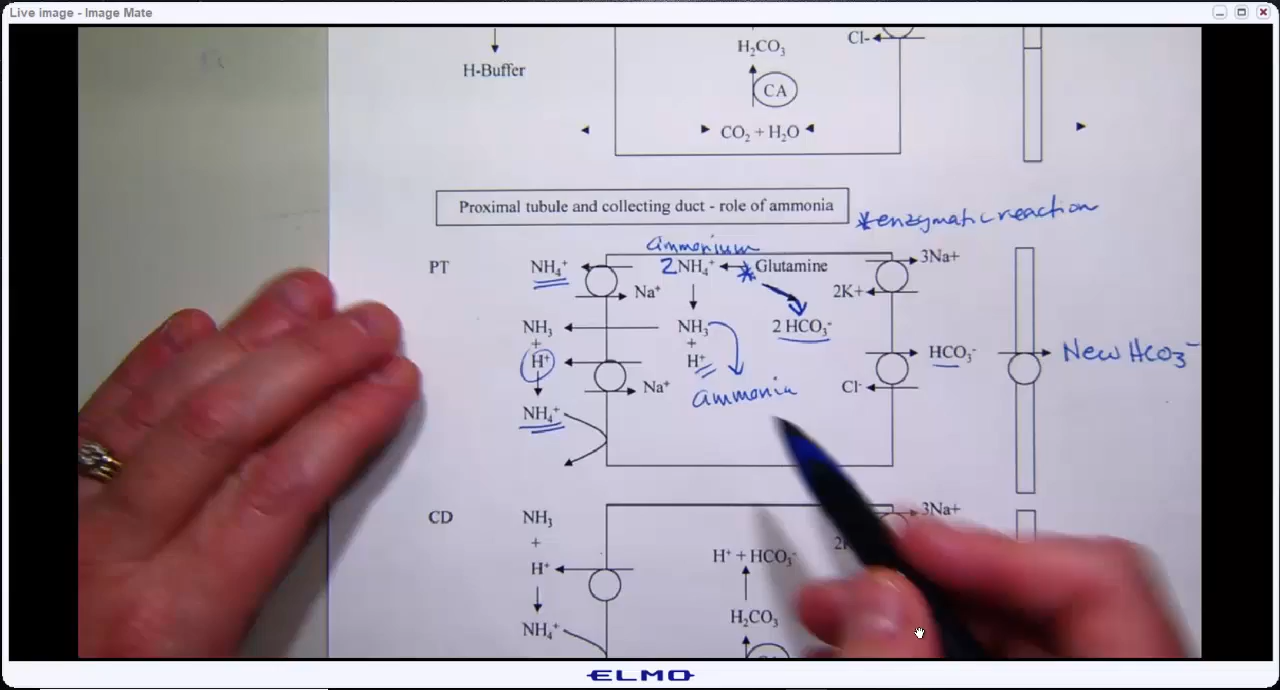 Live image - Image Mate
H₂CO₃
Cl-
H-Buffer
CA
CO₂ + H₂O
Proximal tubule and collecting duct - role of ammonia
*enzymatic reaction
ammonium
PT
NH₄⁺
2NH₄⁺
* Glutamine
3Na+
Na⁺
2K+
NH₃
NH₃
2 HCO₃⁻
+
+
H⁺
H⁺
HCO₃⁻
New HCO₃⁻
Na⁺
ammonia
Cl⁻
NH₄⁺
CD
NH₃
3Na+
+
H⁺ + HCO₃⁻
H⁺
H₂CO₃
NH₄⁺
ELMO